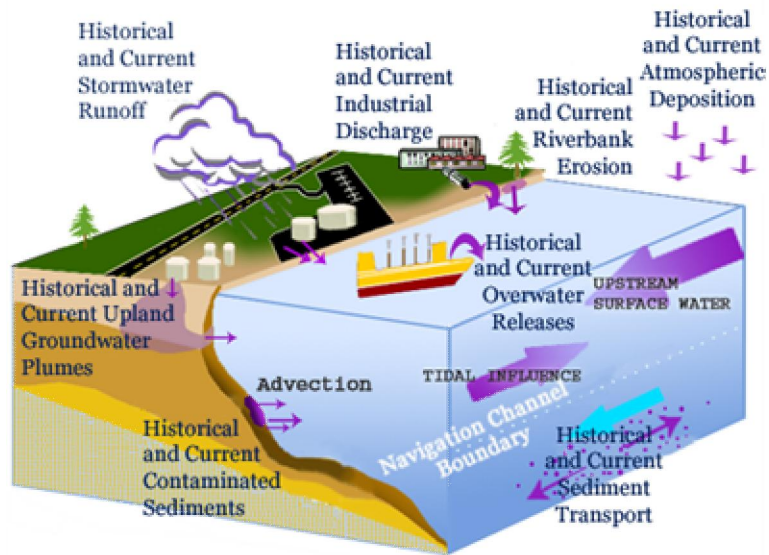 Historical
and Current
Stormwater
Runoff
Historical
and Current
Industrial
Discharge
Historical
and Current
Riverbank
Erosion
Historical
and Current
Atmospheric
Deposition
Historical
and Current
Overwater
Releases
UPSTREAM
SURFACE WATER
Historical and
Current Upland
Groundwater
Plumes
Advection
TIDAL INFLUENCE
Navigation Channel
Boundary
Historical
and Current
Contaminated
Sediments
Historical
and Current
Sediment
Transport